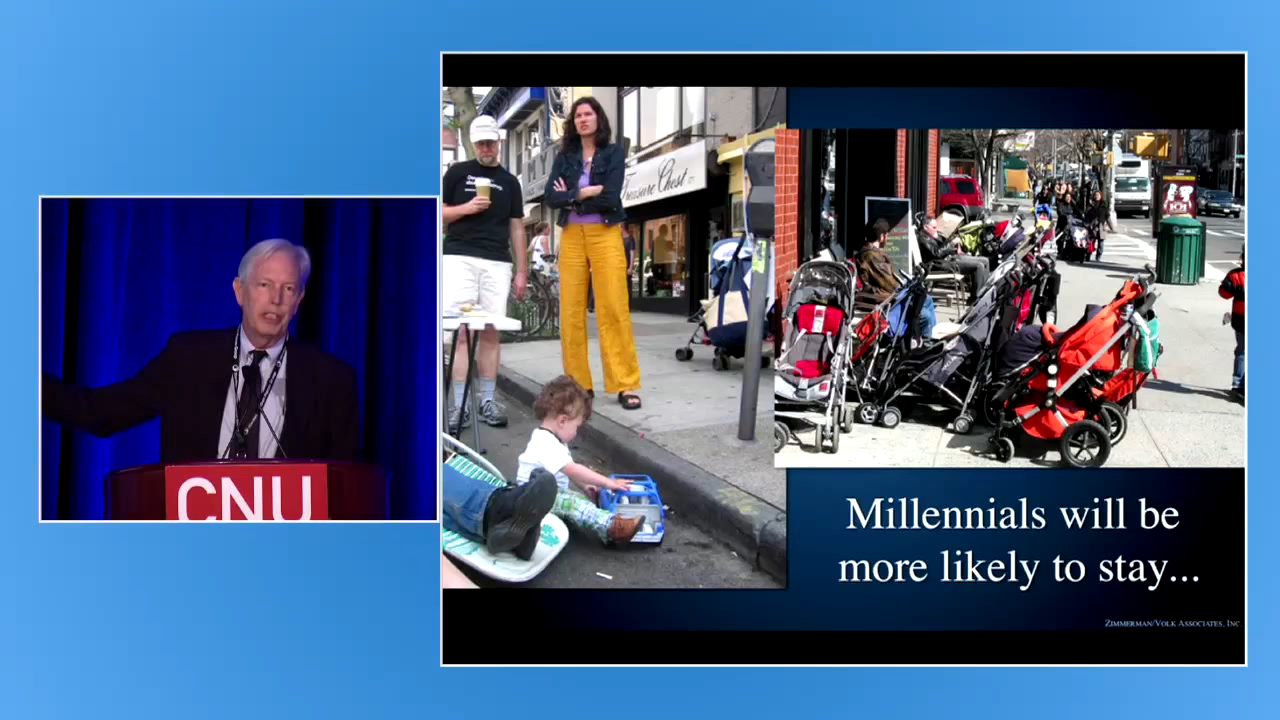 CNU
Treasure Chest
Millennials will be
more likely to stay...
ZIMMERMAN/VOLK ASSOCIATES, INC